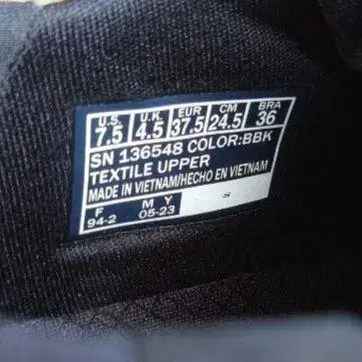 U.S. U.K. EUR CM BRA
7.5 4.5 37.5 24.5 36
SN 136548 COLOR:BBK
TEXTILE UPPER
MADE IN VIETNAM/HECHO EN VIETNAM
F M Y
94-2 05-23